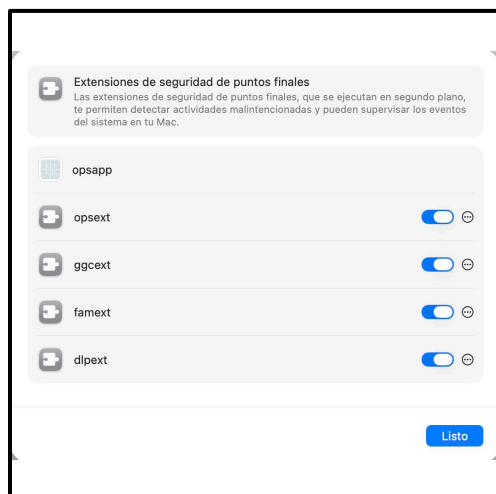 Extensiones de seguridad de puntos finales
Las extensiones de seguridad de puntos finales, que se ejecutan en segundo plano,
te permiten detectar actividades malintencionadas y pueden supervisar los eventos
del sistema en tu Mac.
opsapp
opsext
ggcext
famext
dlpext
Listo